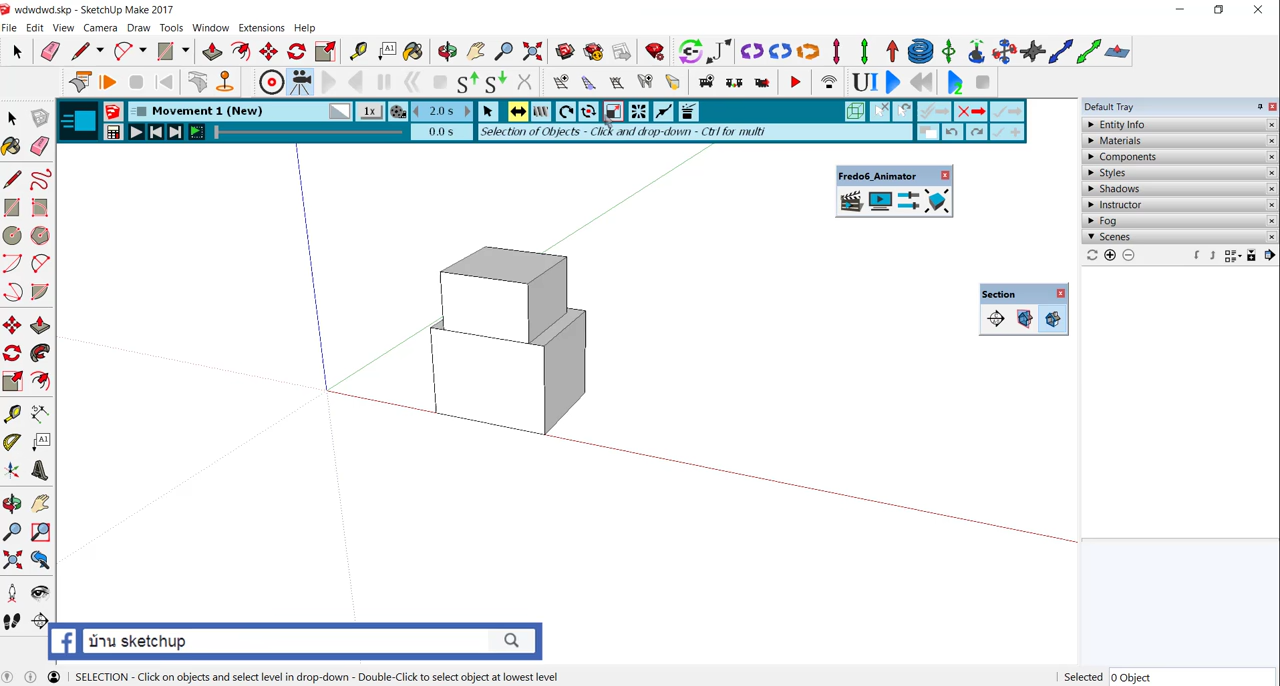 wdwdwd.skp - SketchUp Make 2017
File Edit View Camera Draw Tools Window Extensions Help
UI 2
Movement 1 (New) 1x 2.0 s
0.0 s Selection of Objects - Click and drop-down - Ctrl for multi
Default Tray
Entity Info
Materials
Components
Styles
Shadows
Instructor
Fog
Scenes
Fredo6_Animator
Section
บ้าน sketchup
SELECTION - Click on objects and select level in drop-down - Double-Click to select object at lowest level
Selected 0 Object